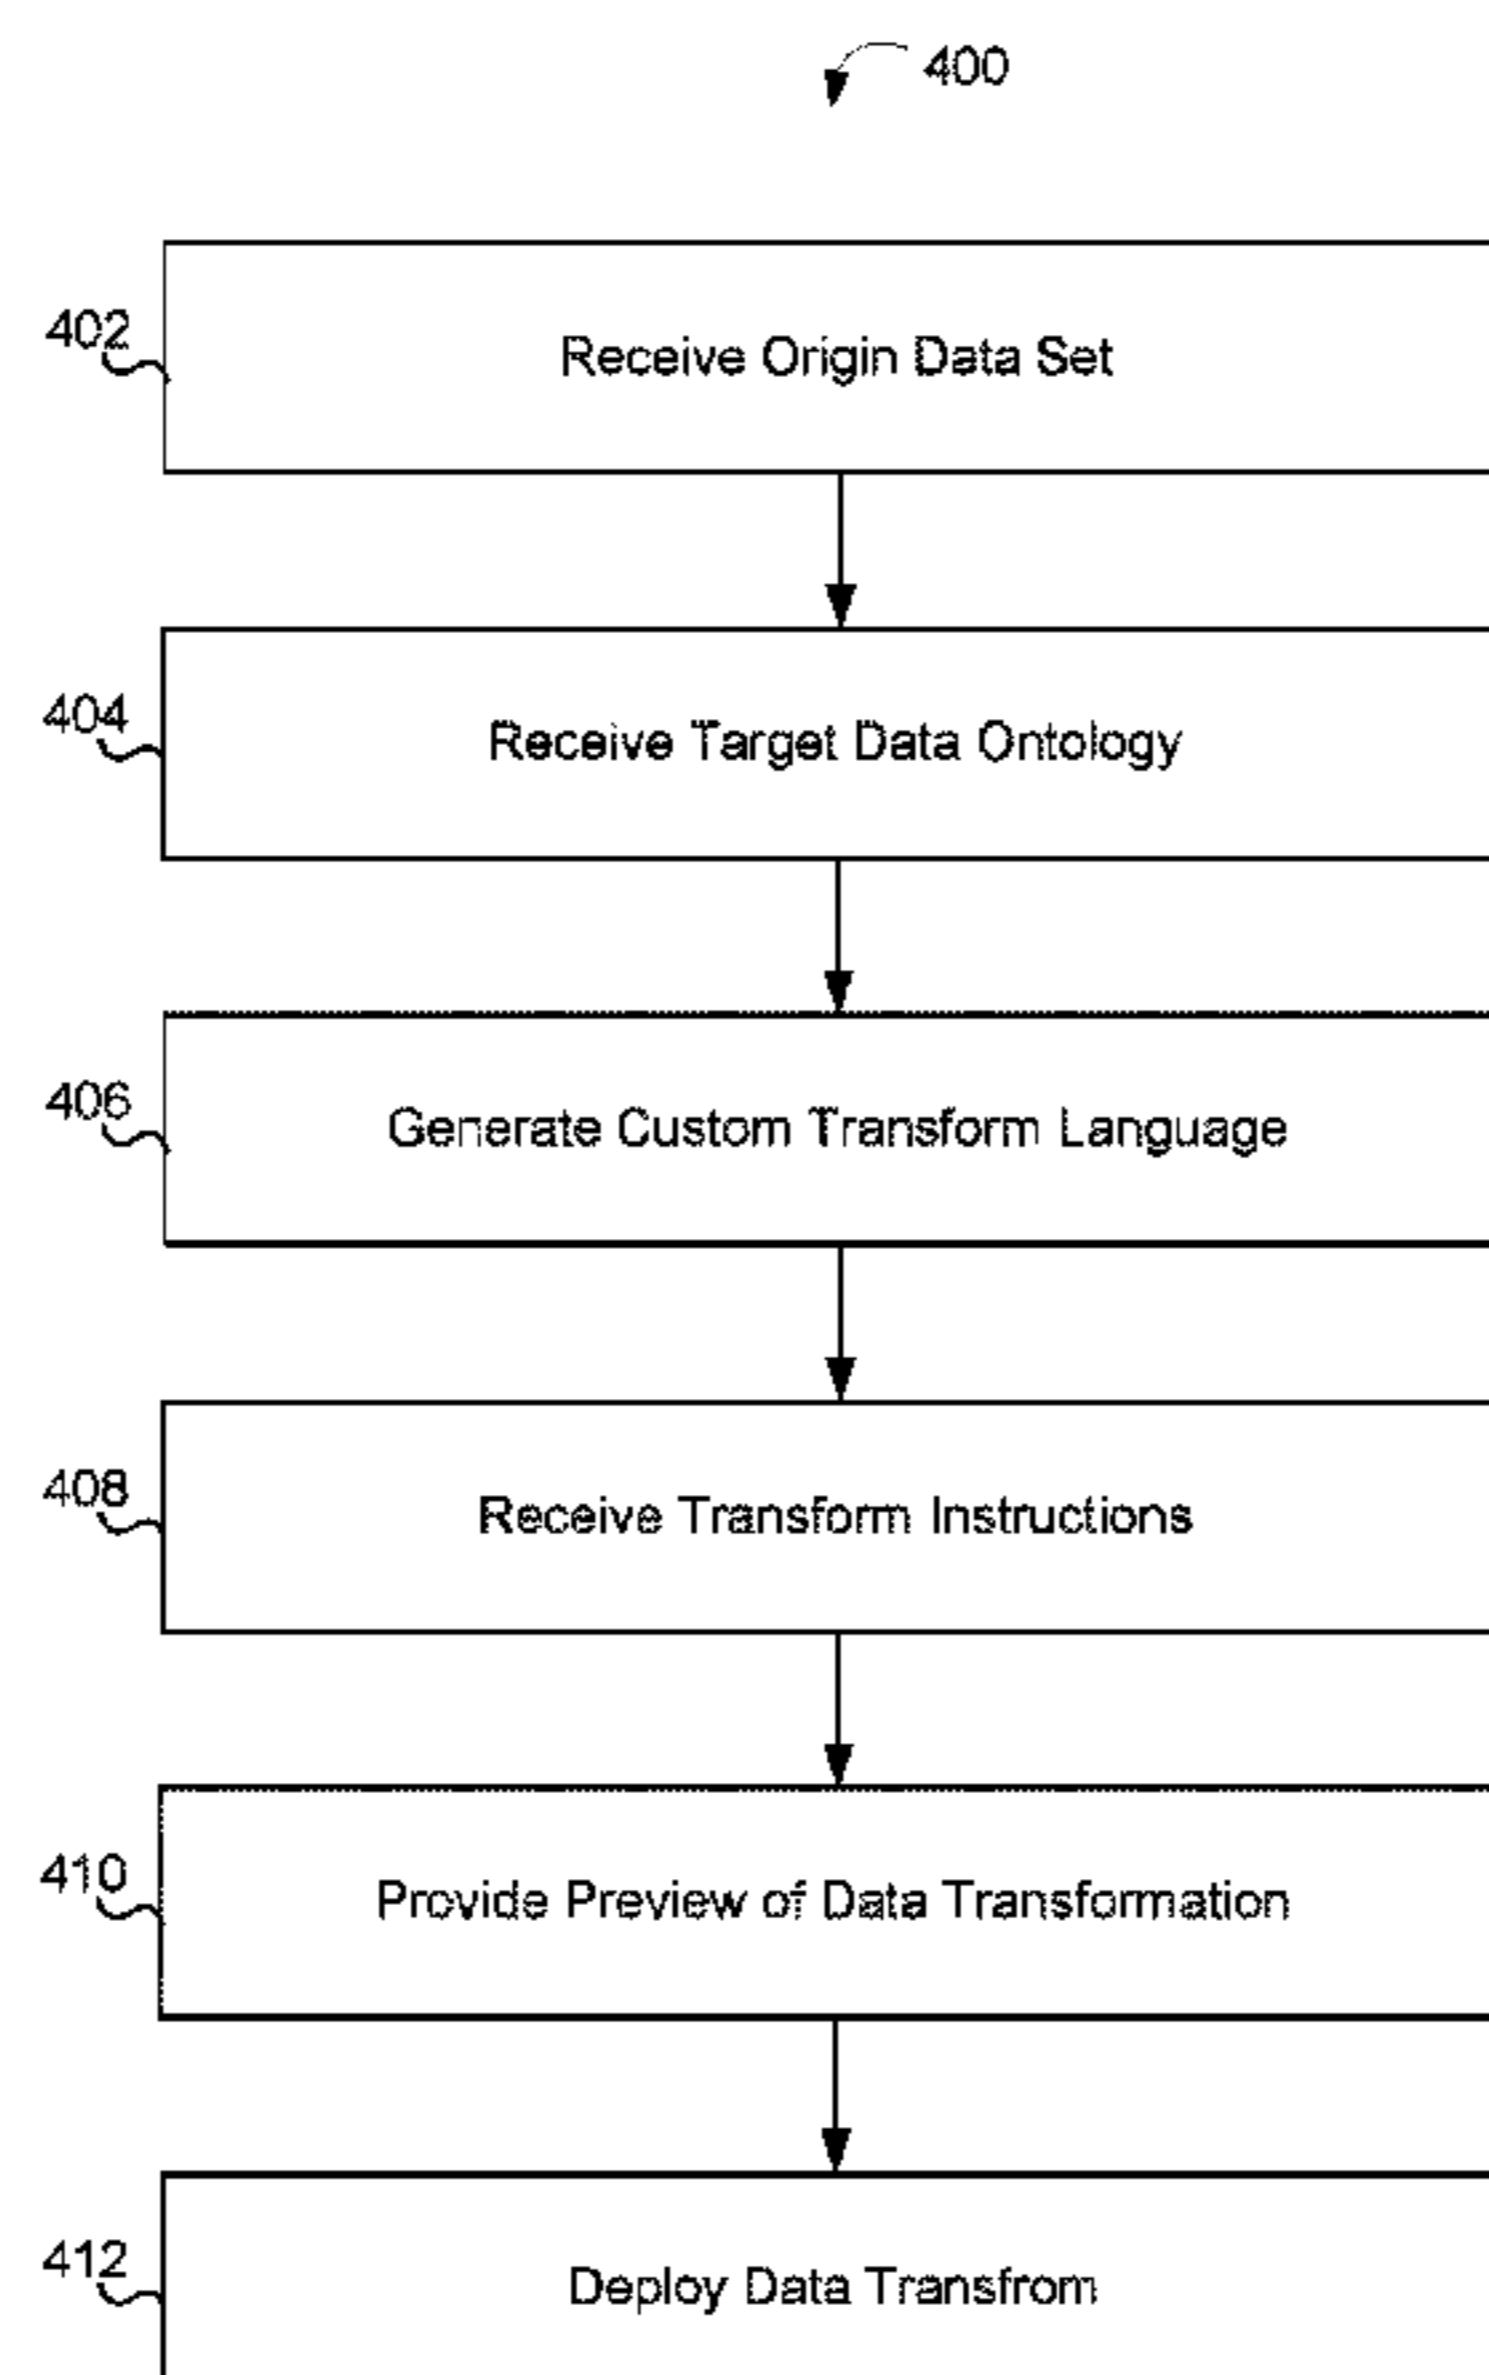 400
402
Receive Origin Data Set
404
Receive Target Data Ontology
406
Generate Custom Transform Language
408
Receive Transform Instructions
410
Provide Preview of Data Transformation
412
Deploy Data Transfrom